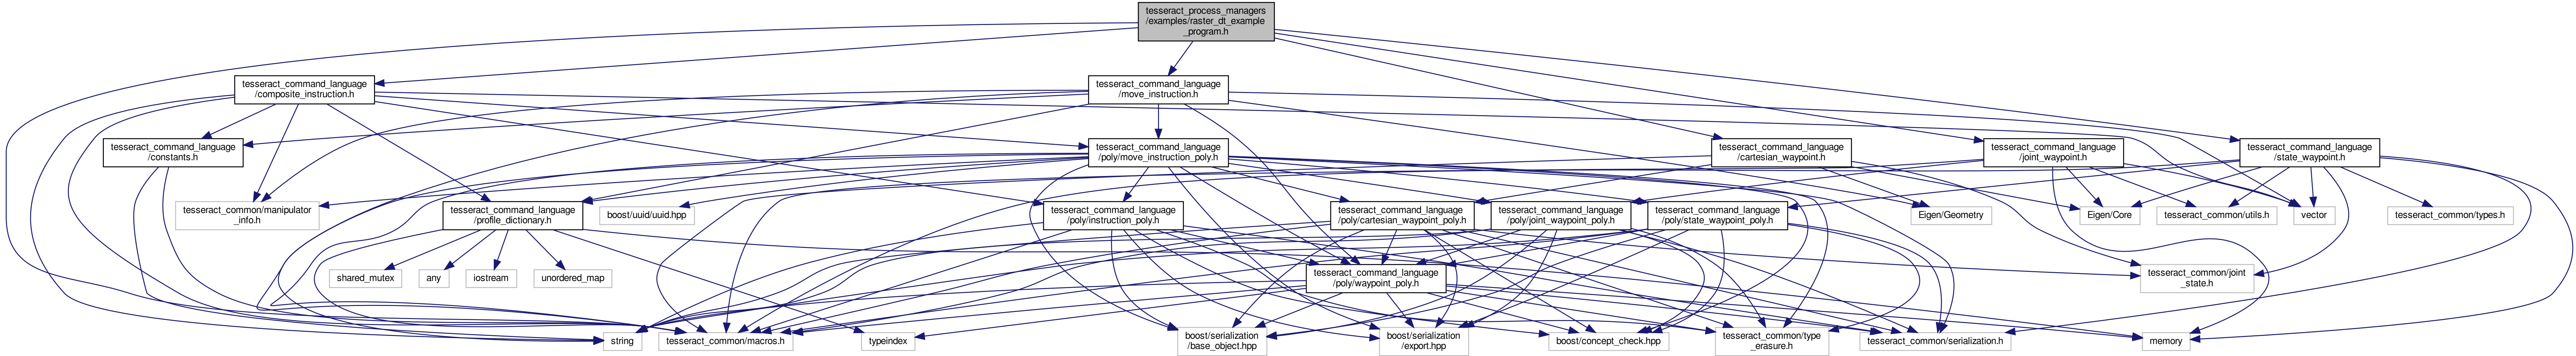 tesseract_process_managers
/examples/raster_dt_example
_program.h
tesseract_command_language
/composite_instruction.h
tesseract_command_language
/move_instruction.h
tesseract_command_language
/constants.h
tesseract_command_language
/poly/move_instruction_poly.h
tesseract_command_language
/cartesian_waypoint.h
tesseract_command_language
/joint_waypoint.h
tesseract_command_language
/state_waypoint.h
tesseract_common/manipulator
_info.h
tesseract_command_language
/profile_dictionary.h
boost/uuid/uuid.hpp
tesseract_command_language
/poly/instruction_poly.h
tesseract_command_language
/poly/cartesian_waypoint_poly.h
tesseract_command_language
/poly/joint_waypoint_poly.h
tesseract_command_language
/poly/state_waypoint_poly.h
Eigen/Geometry
Eigen/Core
tesseract_common/utils.h
vector
tesseract_common/types.h
shared_mutex
any
iostream
unordered_map
tesseract_command_language
/poly/waypoint_poly.h
tesseract_common/joint
_state.h
string
tesseract_common/macros.h
typeindex
boost/serialization
/base_object.hpp
boost/serialization
/export.hpp
boost/concept_check.hpp
tesseract_common/type
_erasure.h
tesseract_common/serialization.h
memory